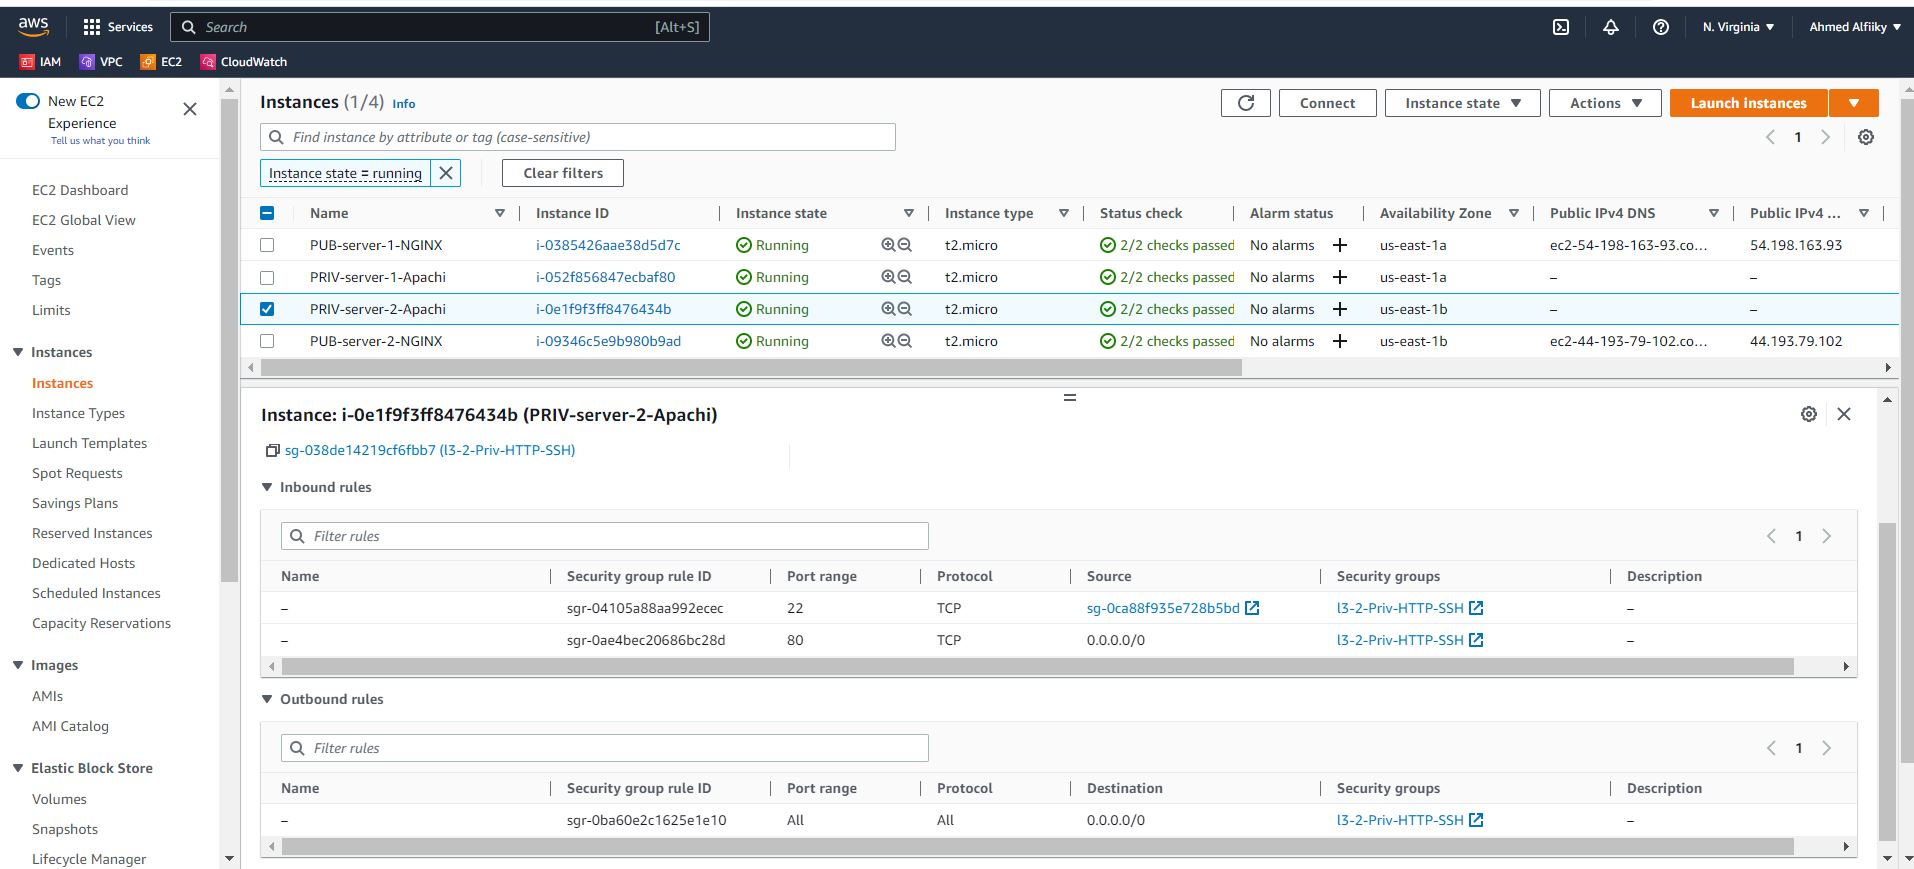 aws
Services
Search [Alt+S]
N. Virginia
Ahmed Alfiiky
IAM
VPC
EC2
CloudWatch
New EC2
Experience
Tell us what you think
EC2 Dashboard
EC2 Global View
Events
Tags
Limits
Instances
Instances
Instance Types
Launch Templates
Spot Requests
Savings Plans
Reserved Instances
Dedicated Hosts
Scheduled Instances
Capacity Reservations
Images
AMIs
AMI Catalog
Elastic Block Store
Volumes
Snapshots
Lifecycle Manager
Instances (1/4) Info
Connect
Instance state
Actions
Launch instances
Find instance by attribute or tag (case-sensitive)
1
Instance state = running
Clear filters
Name Instance ID Instance state Instance type Status check Alarm status Availability Zone Public IPv4 DNS Public IPv4 ...
PUB-server-1-NGINX i-0385426aae38d5d7c Running t2.micro 2/2 checks passed No alarms + us-east-1a ec2-54-198-163-93.co... 54.198.163.93
PRIV-server-1-Apachi i-052f856847ecbaf80 Running t2.micro 2/2 checks passed No alarms + us-east-1a – –
PRIV-server-2-Apachi i-0e1f9f3ff8476434b Running t2.micro 2/2 checks passed No alarms + us-east-1b – –
PUB-server-2-NGINX i-09346c5e9b980b9ad Running t2.micro 2/2 checks passed No alarms + us-east-1b ec2-44-193-79-102.co... 44.193.79.102
Instance: i-0e1f9f3ff8476434b (PRIV-server-2-Apachi)
sg-038de14219cf6fbb7 (l3-2-Priv-HTTP-SSH)
Inbound rules
Filter rules
1
Name Security group rule ID Port range Protocol Source Security groups Description
– sgr-04105a88aa992ecec 22 TCP sg-0ca88f935e728b5bd l3-2-Priv-HTTP-SSH –
– sgr-0ae4bec20686bc28d 80 TCP 0.0.0.0/0 l3-2-Priv-HTTP-SSH –
Outbound rules
Filter rules
1
Name Security group rule ID Port range Protocol Destination Security groups Description
– sgr-0ba60e2c1625e1e10 All All 0.0.0.0/0 l3-2-Priv-HTTP-SSH –